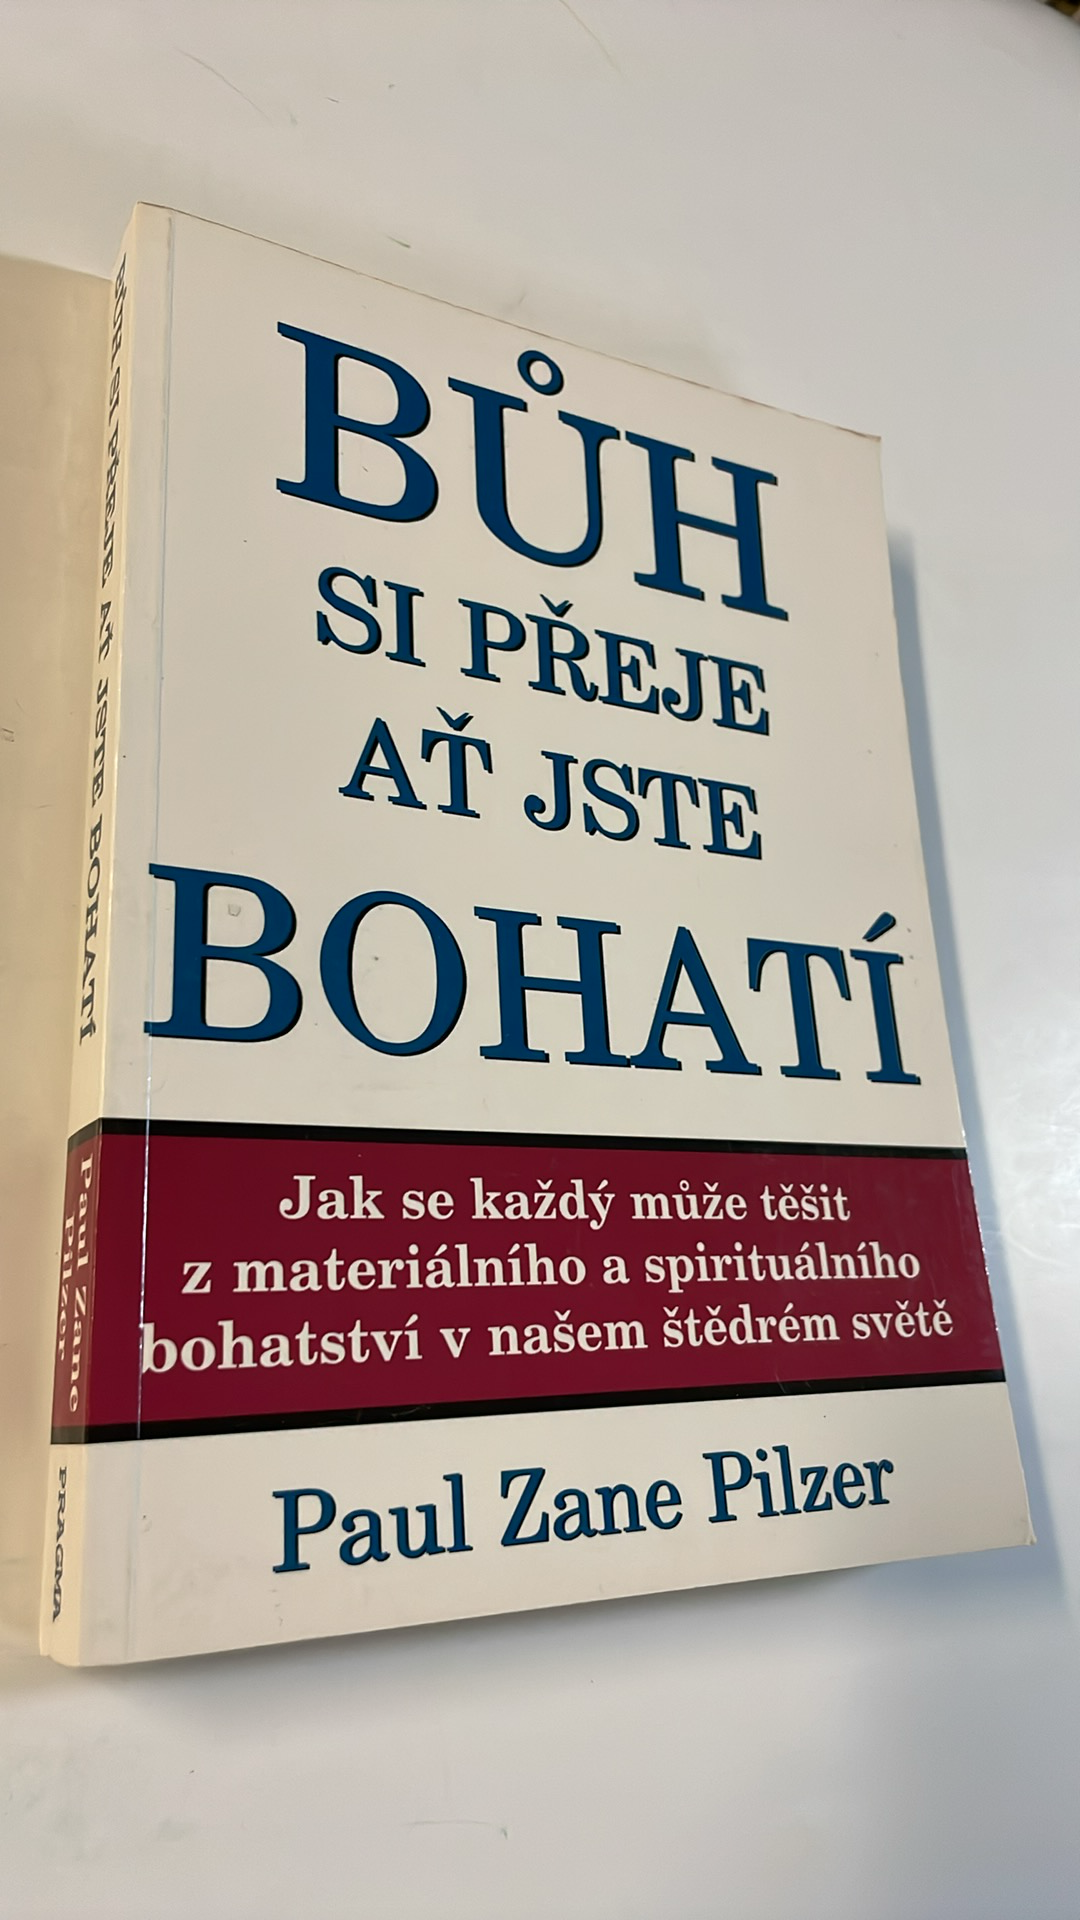 BŮH
SI PŘEJE
AŤ JSTE
BOHATÍ
Jak se každý může těšit
z materiálního a spirituálního
bohatství v našem štědrém světě
Paul Zane Pilzer
BŮH SI PŘEJE AŤ JSTE BOHATÍ
Paul Zane
Pilzer
PRAGMA